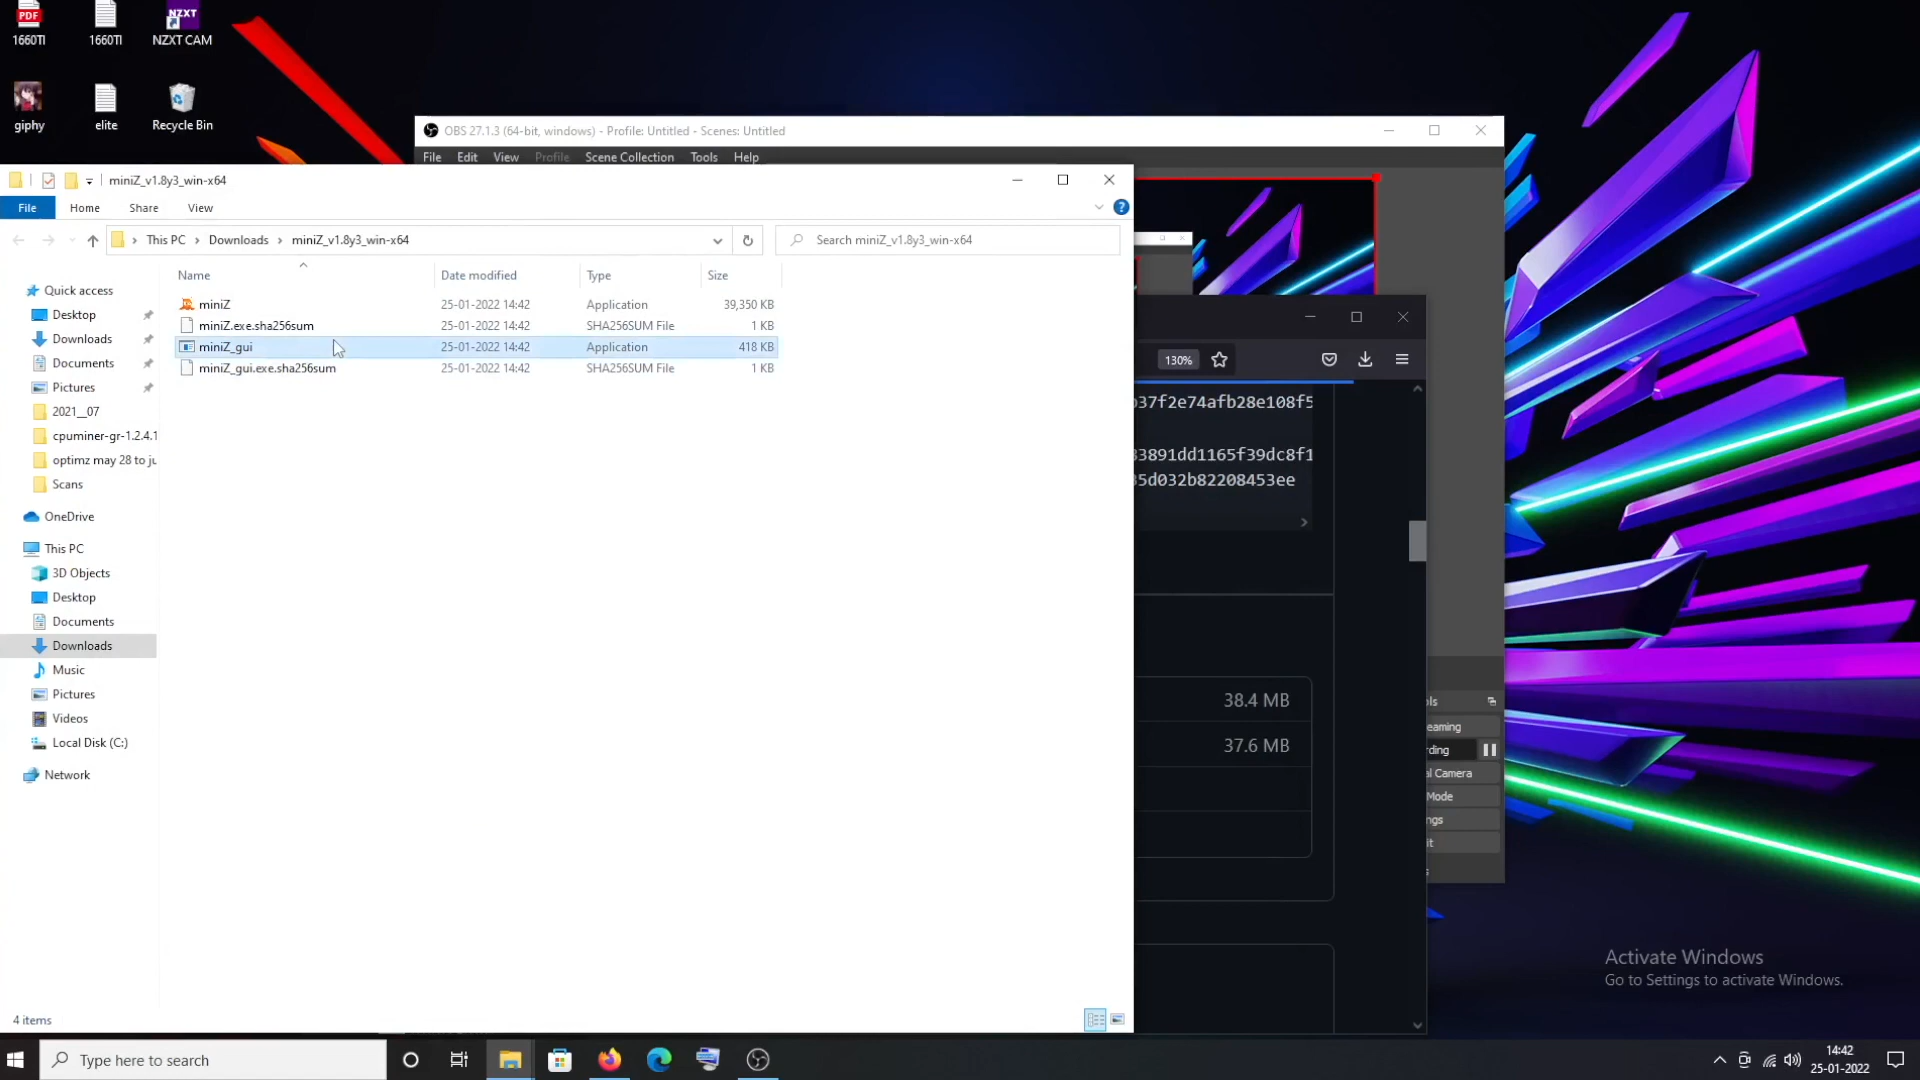 PDF
1660TI
1660TI
NZXT
NZXT CAM
giphy
elite
Recycle Bin
OBS 27.1.3 (64-bit, windows) - Profile: Untitled - Scenes: Untitled
File Edit View Profile Scene Collection Tools Help
miniZ_v1.8y3_win-x64
File Home Share View
This PC Downloads miniZ_v1.8y3_win-x64
Search miniZ_v1.8y3_win-x64
Name Date modified Type Size
miniZ 25-01-2022 14:42 Application 39,350 KB
miniZ.exe.sha256sum 25-01-2022 14:42 SHA256SUM File 1 KB
miniZ_gui 25-01-2022 14:42 Application 418 KB
miniZ_gui.exe.sha256sum 25-01-2022 14:42 SHA256SUM File 1 KB
Quick access
Desktop
Downloads
Documents
Pictures
2021__07
cpuminer-gr-1.2.4.1
optimz may 28 to ju
Scans
OneDrive
This PC
3D Objects
Desktop
Documents
Downloads
Music
Pictures
Videos
Local Disk (C:)
Network
4 items
130%
37f2e74afb28e108f5
3891dd1165f39dc8f1
5d032b82208453ee
38.4 MB
37.6 MB
ols
eaming
rding
al Camera
Mode
ngs
it
Activate Windows
Go to Settings to activate Windows.
Type here to search
14:42
25-01-2022